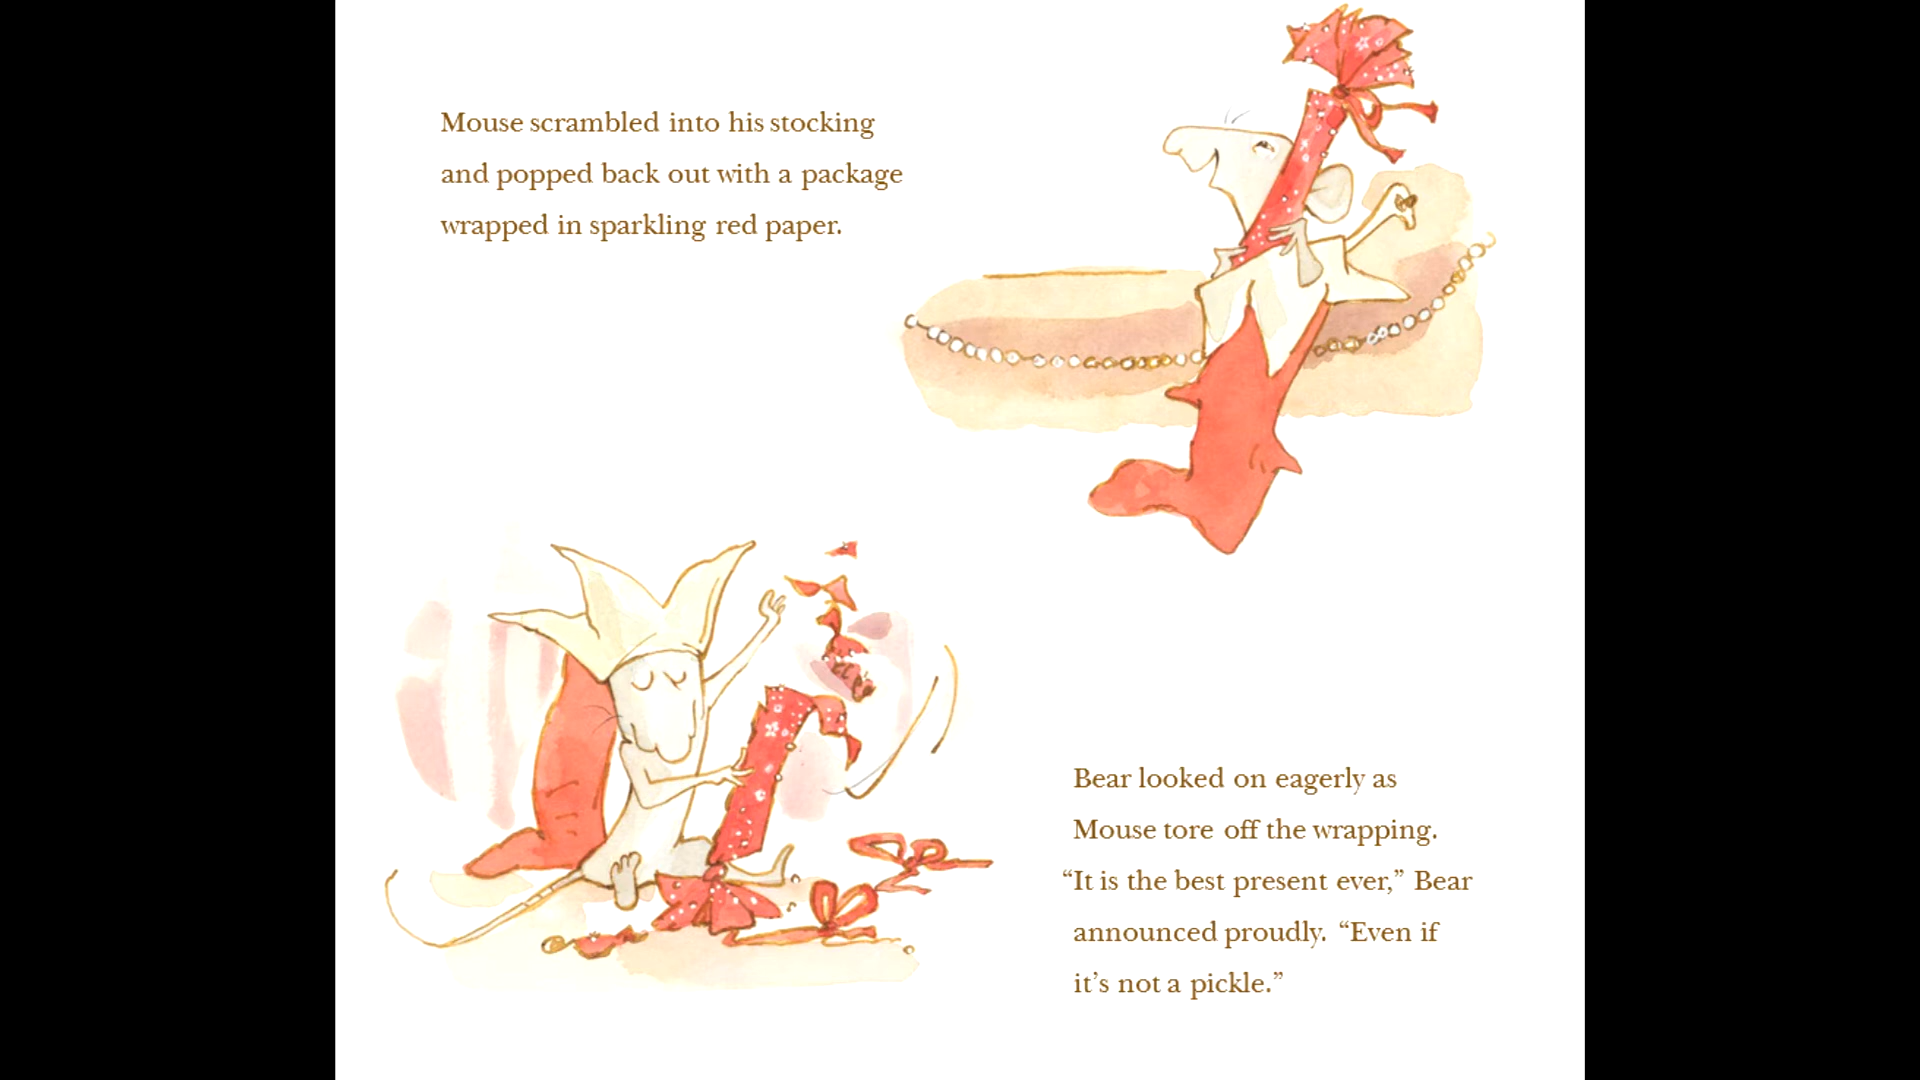 Mouse scrambled into his stocking
and popped back out with a package
wrapped in sparkling red paper.
Bear looked on eagerly as
Mouse tore off the wrapping.
“It is the best present ever,” Bear
announced proudly. “Even if
it’s not a pickle.”